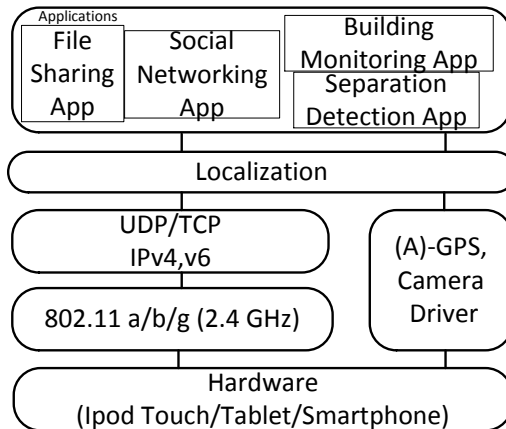 Applications
File
Sharing
App
Social
Networking
App
Building
Monitoring App
Separation
Detection App
Localization
UDP/TCP
IPv4,v6
(A)-GPS,
Camera
Driver
802.11 a/b/g (2.4 GHz)
Hardware
(Ipod Touch/Tablet/Smartphone)